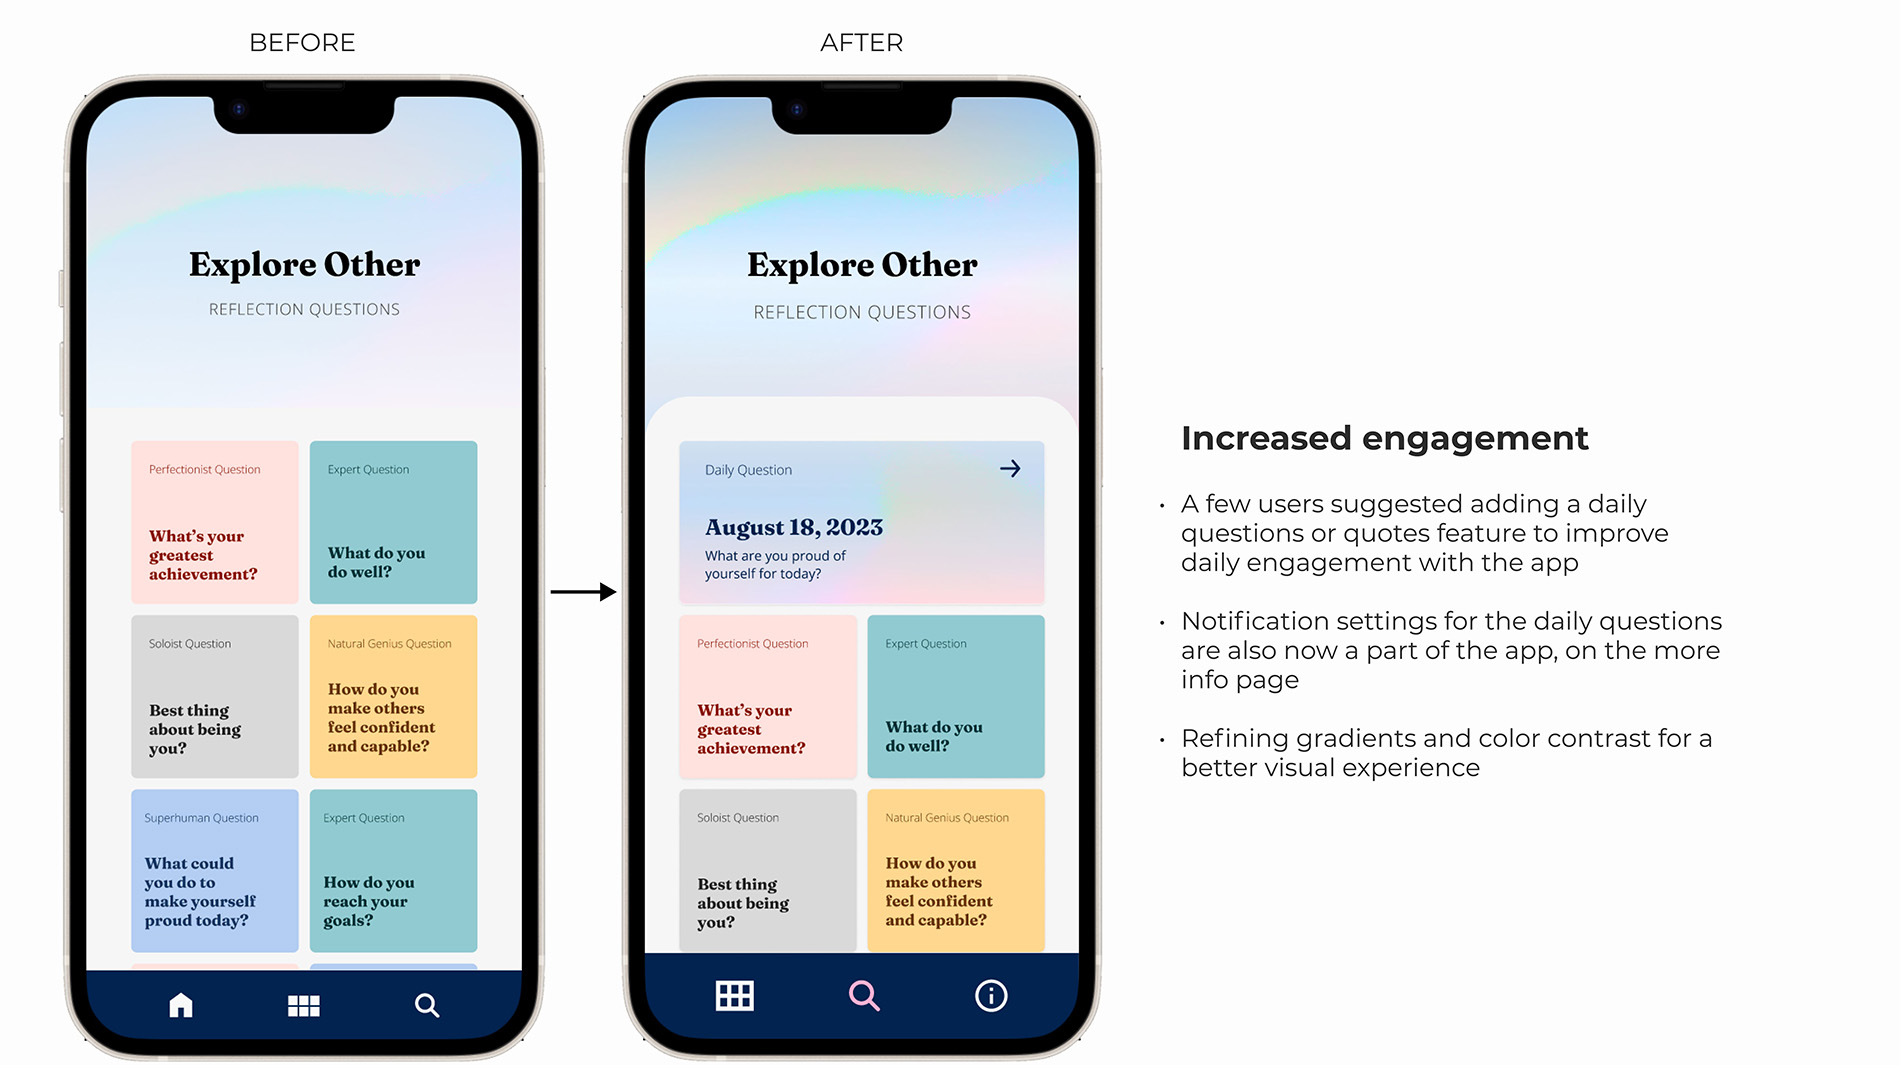 BEFORE
Explore Other
REFLECTION QUESTIONS
Perfectionist Question
What's your
greatest
achievement?
Expert Question
What do you
do well?
Soloist Question
Best thing
about being
you?
Natural Genius Question
How do you
make others
feel confident
and capable?
Superhuman Question
What could
you do to
make yourself
proud today?
Expert Question
How do you
reach your
goals?
AFTER
Explore Other
REFLECTION QUESTIONS
Daily Question
August 18, 2023
What are you proud of
yourself for today?
Perfectionist Question
What's your
greatest
achievement?
Expert Question
What do you
do well?
Soloist Question
Best thing
about being
you?
Natural Genius Question
How do you
make others
feel confident
and capable?
Increased engagement
• A few users suggested adding a daily
questions or quotes feature to improve
daily engagement with the app
• Notification settings for the daily questions
are also now a part of the app, on the more
info page
• Refining gradients and color contrast for a
better visual experience